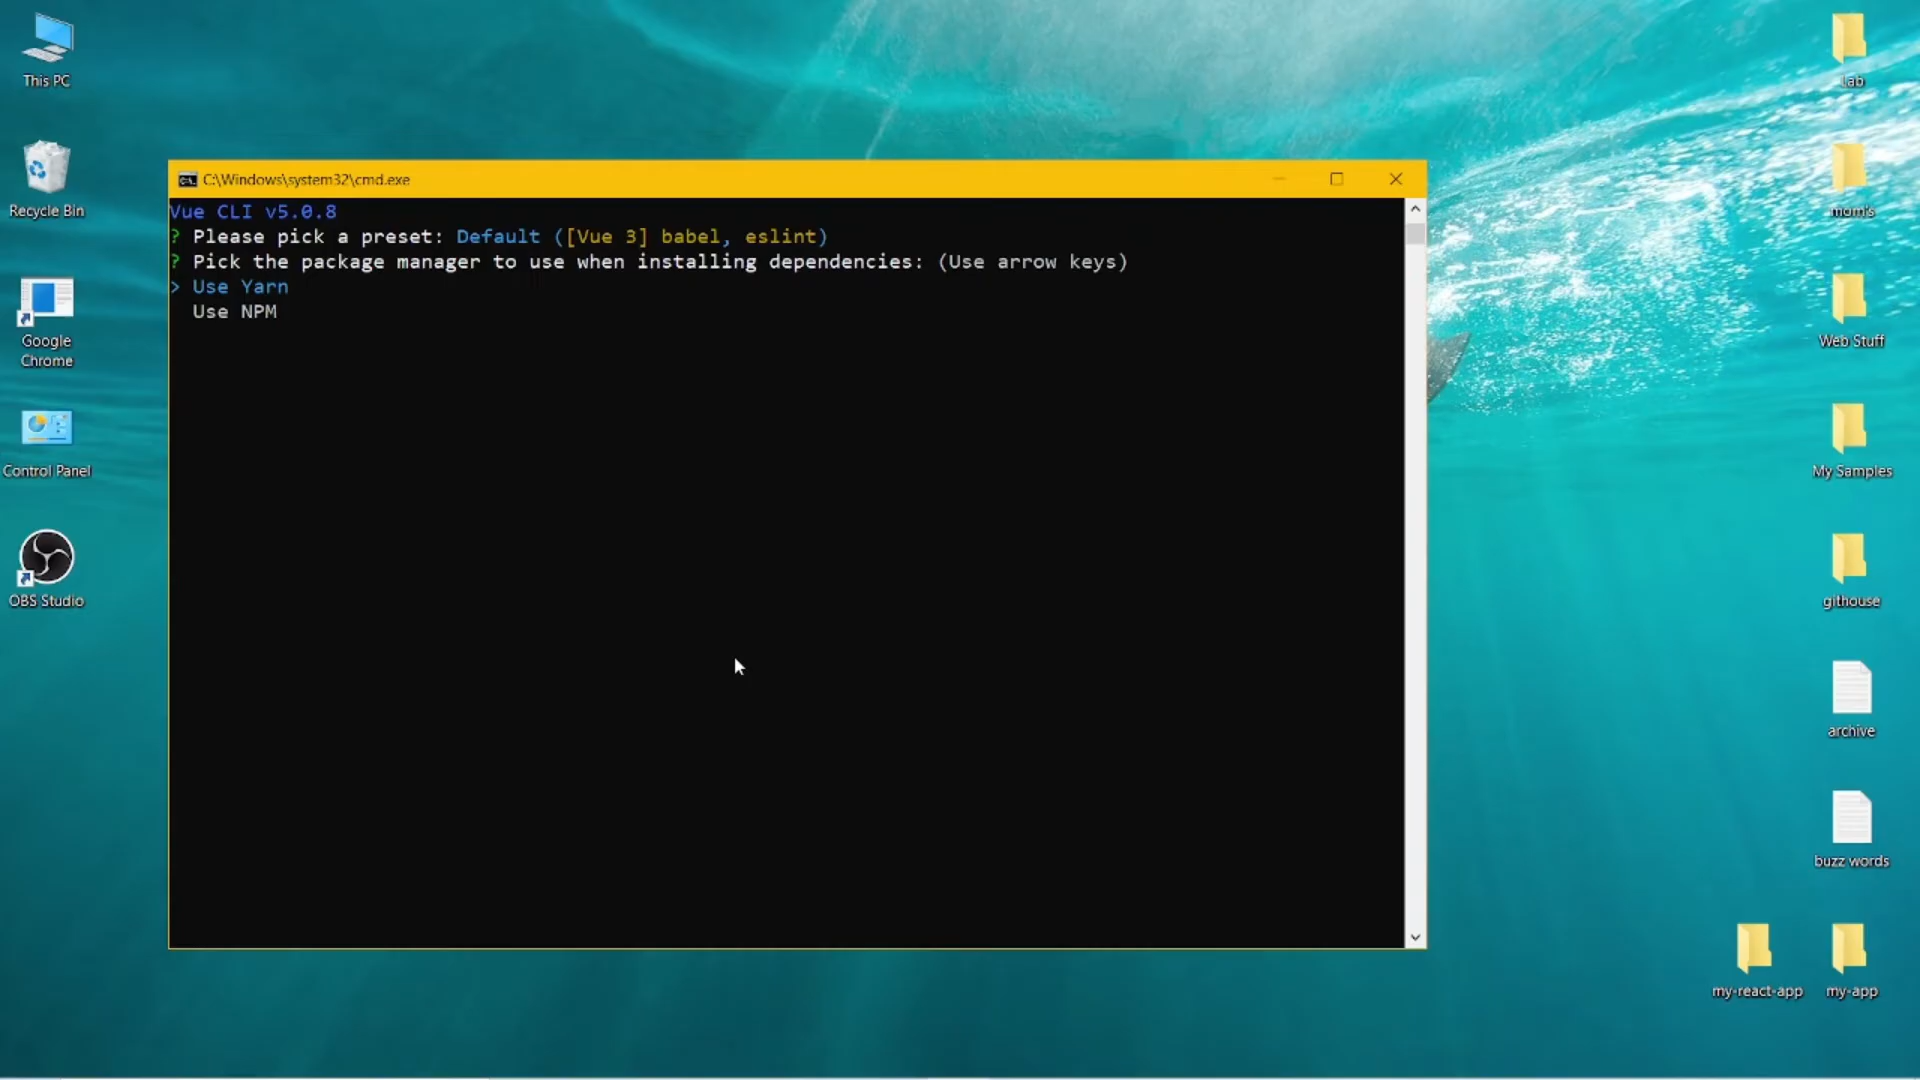 This PC
Recycle Bin
Google
Chrome
Control Panel
OBS Studio
C:\Windows\system32\cmd.exe
Vue CLI v5.0.8
? Please pick a preset: Default ([Vue 3] babel, eslint)
? Pick the package manager to use when installing dependencies: (Use arrow keys)
> Use Yarn
Use NPM
Lab
mom's
Web Stuff
My Samples
githouse
archive
buzz words
my-react-app
my-app